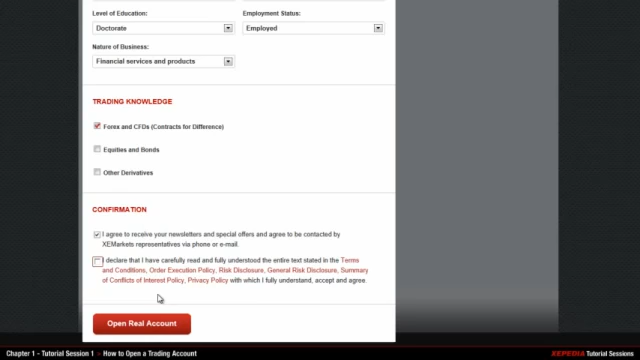 Level of Education: Employment Status:
Doctorate Employed
Nature of Business:
Financial services and products
TRADING KNOWLEDGE
Forex and CFDs (Contracts for Difference)
Equities and Bonds
Other Derivatives
CONFIRMATION
I agree to receive your newsletters and special offers and agree to be contacted by
XEMarkets representatives via phone or e-mail.
I declare that I have carefully read and fully understood the entire text stated in the Terms
and Conditions, Order Execution Policy, Risk Disclosure, General Risk Disclosure, Summary
of Conflicts of Interest Policy, Privacy Policy with which I fully understand, accept and agree.
Open Real Account
Chapter 1 - Tutorial Session 1 > How to Open a Trading Account XEPEDIA Tutorial Sessions